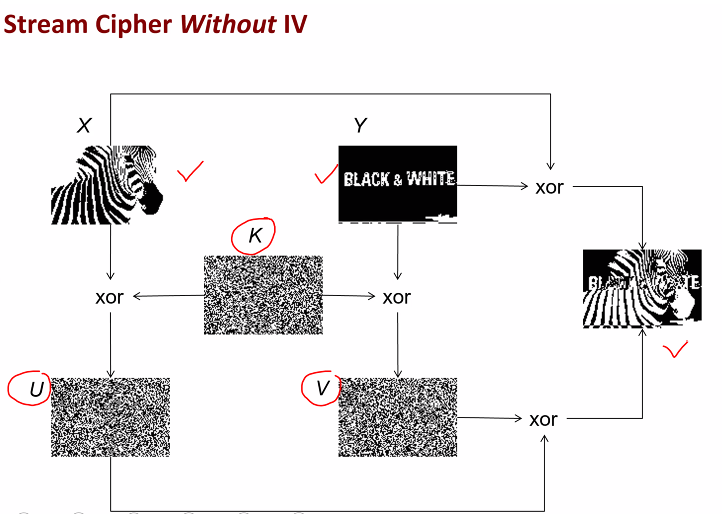 Stream Cipher Without IV
X
Y
BLACK & WHITE
xor
K
xor
xor
U
V
xor